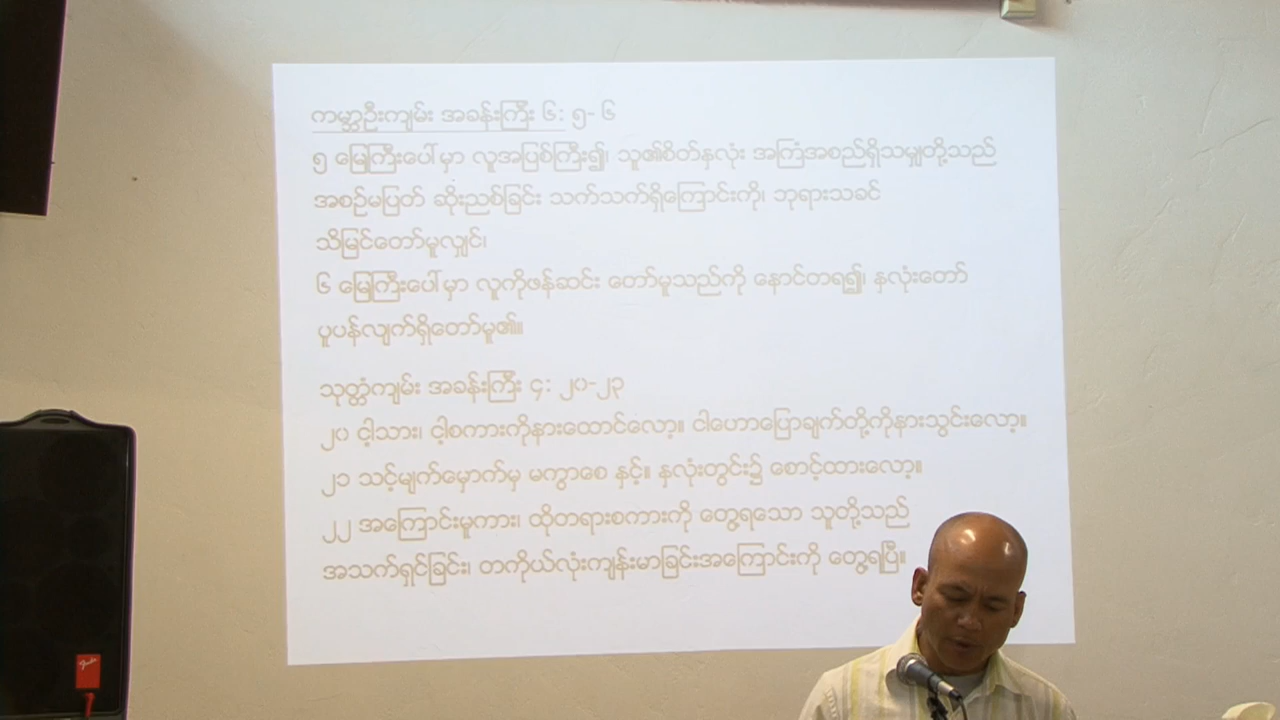 ကမ္ဘာဦးကျမ်း အခန်းကြီး ၆: ၅- ၆
၅ မြေကြီးပေါ်မှာ လူအပြစ်ကြီး၍၊ သူ၏စိတ်နှလုံး အကြံအစည်ရှိသမျှတို့သည်
အစဉ်မပြတ် ဆိုးညစ်ခြင်း သက်သက်ရှိကြောင်းကို၊ ဘုရားသခင်
သိမြင်တော်မူလျှင်၊
၆ မြေကြီးပေါ်မှာ လူကိုဖန်ဆင်း တော်မူသည်ကို နောင်တရ၍၊ နှလုံးတော်
ပူပန်လျက်ရှိတော်မူ၏။
သုတ္တံကျမ်း အခန်းကြီး ၄: ၂၀-၂၃
၂၀ ငါ့သား၊ ငါ့စကားကိုနားထောင်လော့။ ငါဟောပြောချက်တို့ကိုနားသွင်းလော့။
၂၁ သင့်မျက်မှောက်မှ မကွာစေ နှင့်။ နှလုံးတွင်း၌ စောင့်ထားလော့။
၂၂ အကြောင်းမူကား၊ ထိုတရားစကားကို တွေ့ရသော သူတို့သည်
အသက်ရှင်ခြင်း၊ တကိုယ်လုံးကျန်းမာခြင်းအကြောင်းကို တွေ့ရပြီ။
Fender